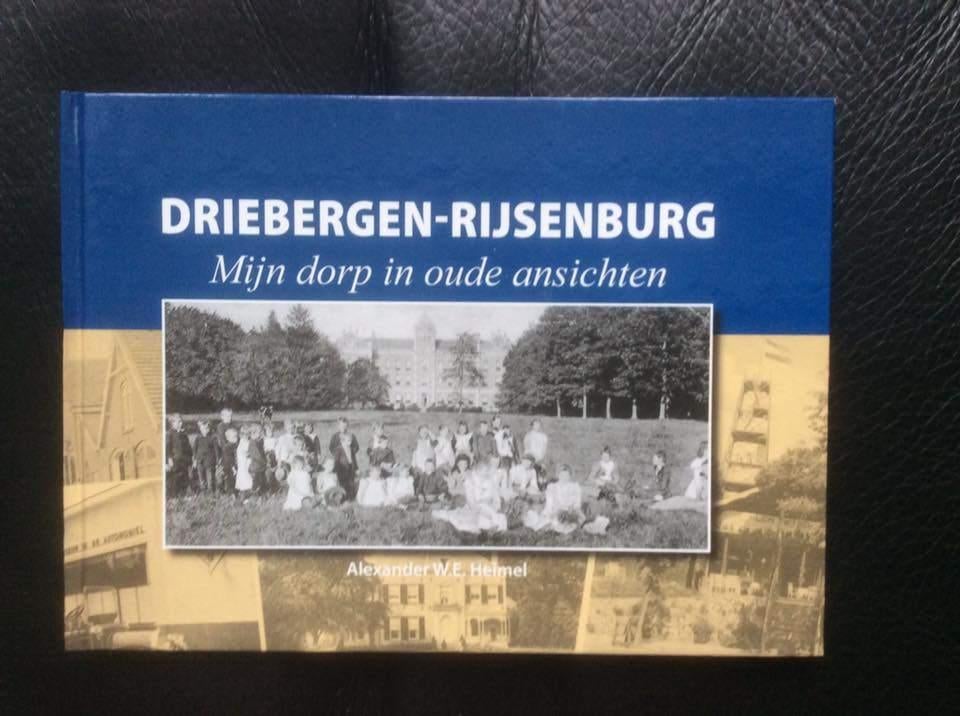 DRIEBERGEN-RIJSENBURG
Mijn dorp in oude ansichten
Alexander W.E. Heimel